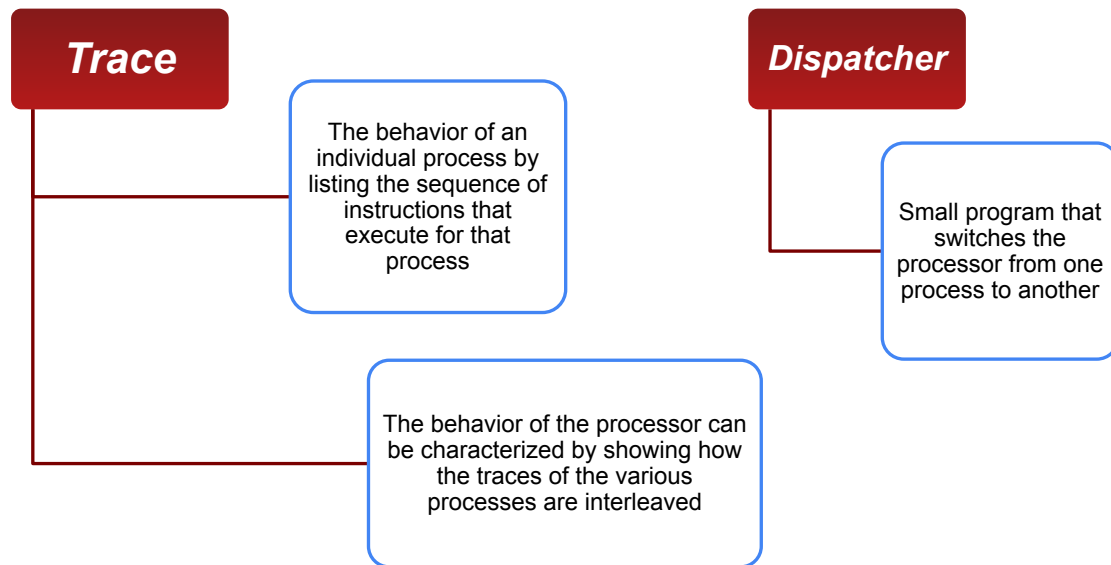 Trace
The behavior of an
individual process by
listing the sequence of
instructions that
execute for that
process
The behavior of the processor can
be characterized by showing how
the traces of the various
processes are interleaved
Dispatcher
Small program that
switches the
processor from one
process to another